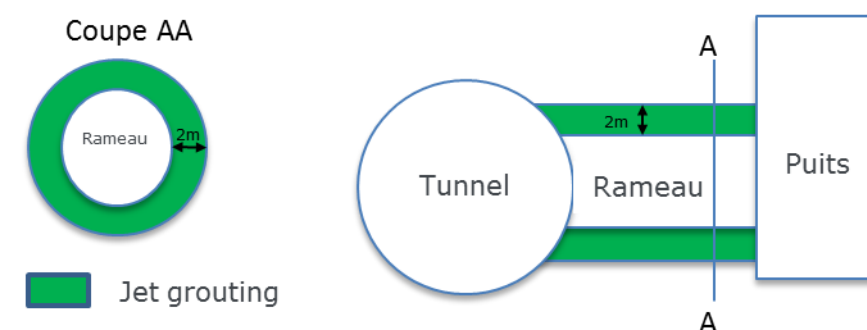 Coupe AA
Rameau
2m
Jet grouting
A
2m
Tunnel
Rameau
Puits
A